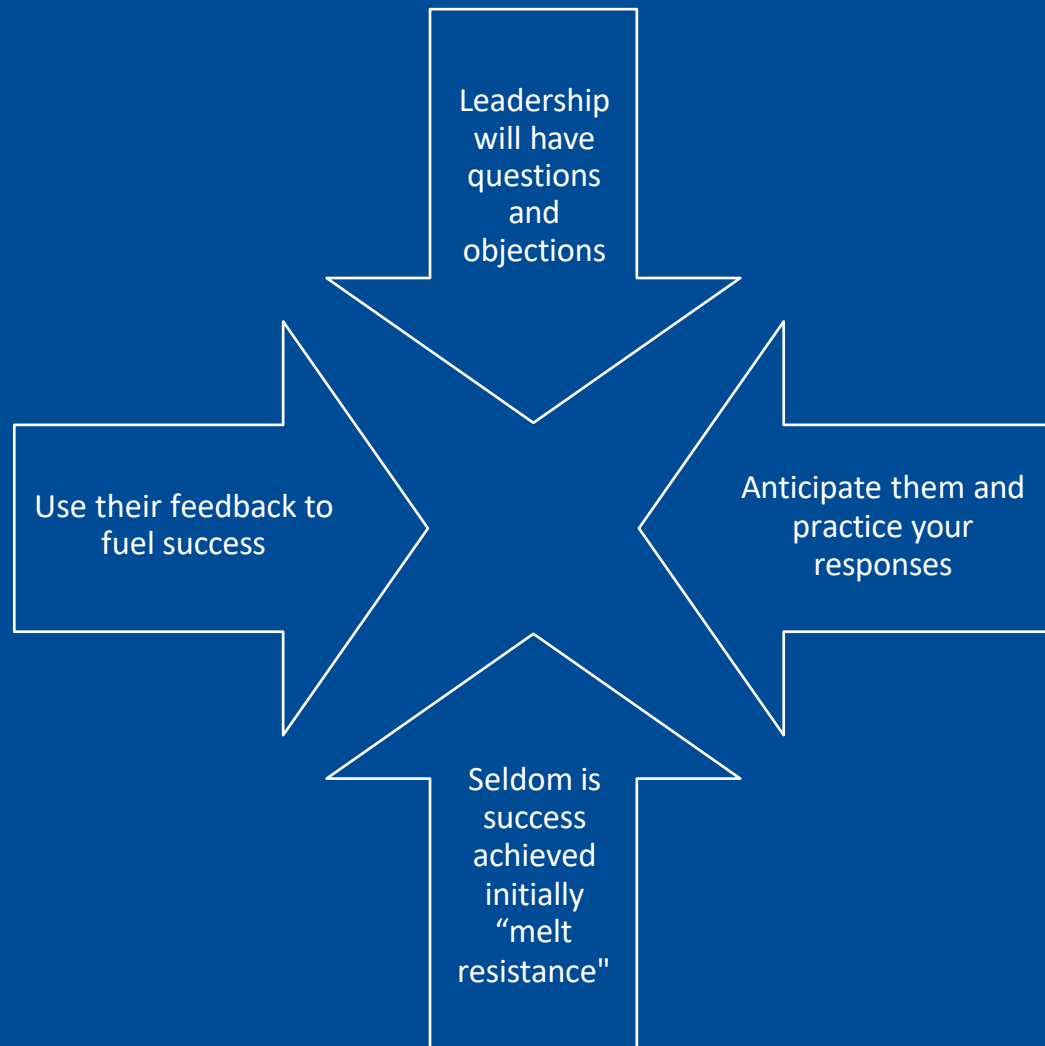 Leadership
will have
questions
and
objections
Use their feedback to
fuel success
Anticipate them and
practice your
responses
Seldom is
success
achieved
initially
“melt
resistance"